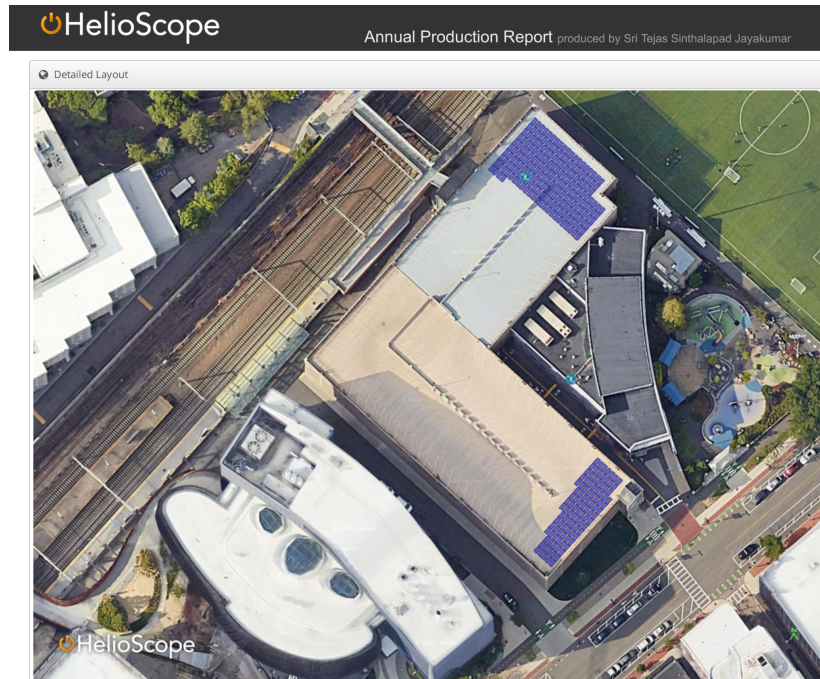 HelioScope
Annual Production Report produced by Sri Tejas Sinthalapad Jayakumar
Detailed Layout
HelioScope